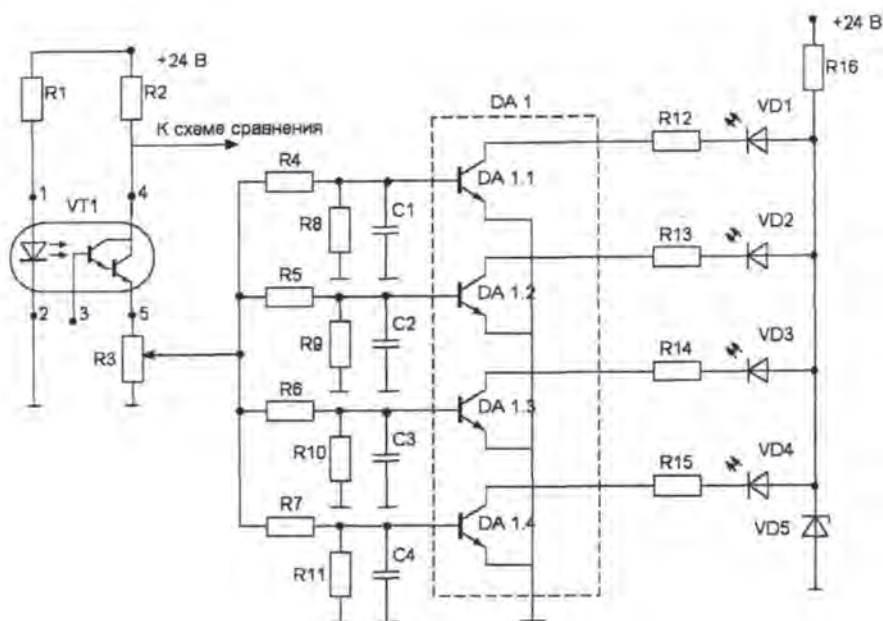 +24 В
+24 В
R1
R2
R16
DA 1
К схеме сравнения
R12
VD1
R4
DA 1.1
1
4
VT1
R8
C1
R13
VD2
R5
DA 1.2
2
3
5
R9
C2
R14
VD3
R3
R6
DA 1.3
R10
C3
R15
VD4
R7
DA 1.4
VD5
R11
C4